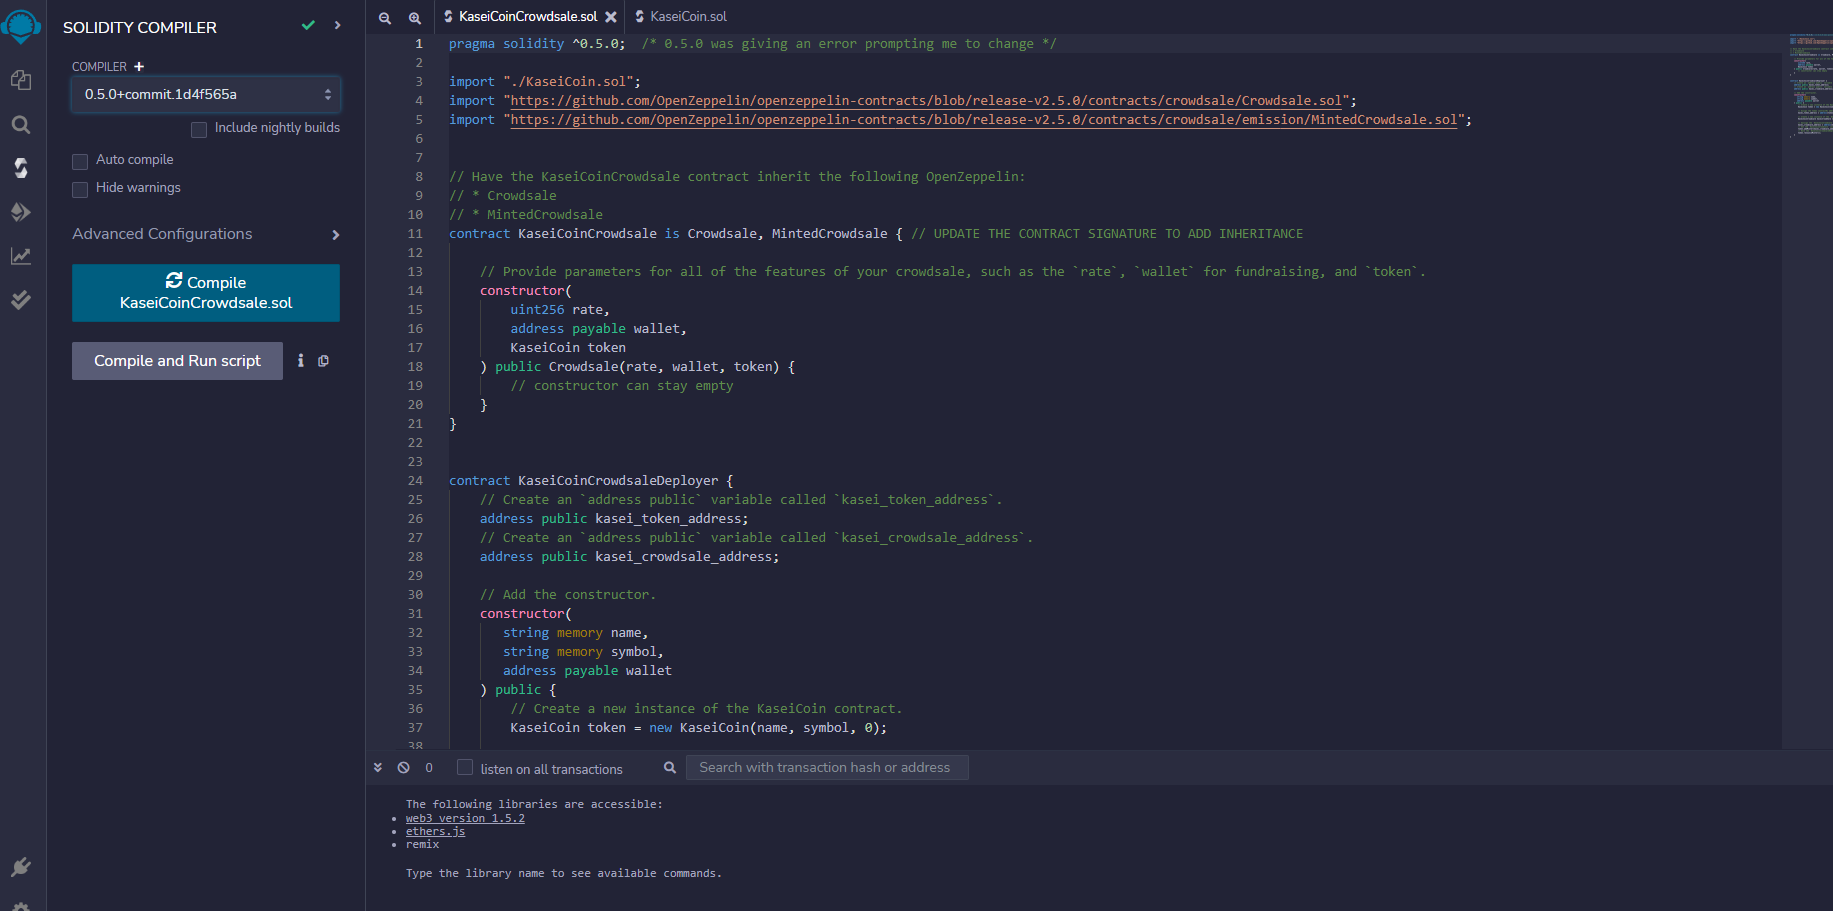 SOLIDITY COMPILER
COMPILER +
0.5.0+commit.1d4f565a
Include nightly builds
Auto compile
Hide warnings
Advanced Configurations
Compile
KaseiCoinCrowdsale.sol
Compile and Run script
KaseiCoinCrowdsale.sol
KaseiCoin.sol
1 pragma solidity ^0.5.0;  /* 0.5.0 was giving an error prompting me to change */
2
3 import "./KaseiCoin.sol";
4 import "https://github.com/OpenZeppelin/openzeppelin-contracts/blob/release-v2.5.0/contracts/crowdsale/Crowdsale.sol";
5 import "https://github.com/OpenZeppelin/openzeppelin-contracts/blob/release-v2.5.0/contracts/crowdsale/emission/MintedCrowdsale.sol";
6
7
8 // Have the KaseiCoinCrowdsale contract inherit the following OpenZeppelin:
9 // * Crowdsale
10 // * MintedCrowdsale
11 contract KaseiCoinCrowdsale is Crowdsale, MintedCrowdsale { // UPDATE THE CONTRACT SIGNATURE TO ADD INHERITANCE
12
13     // Provide parameters for all of the features of your crowdsale, such as the `rate`, `wallet` for fundraising, and `token`.
14     constructor(
15         uint256 rate,
16         address payable wallet,
17         KaseiCoin token
18     ) public Crowdsale(rate, wallet, token) {
19         // constructor can stay empty
20     }
21 }
22
23
24 contract KaseiCoinCrowdsaleDeployer {
25     // Create an `address public` variable called `kasei_token_address`.
26     address public kasei_token_address;
27     // Create an `address public` variable called `kasei_crowdsale_address`.
28     address public kasei_crowdsale_address;
29
30     // Add the constructor.
31     constructor(
32        string memory name,
33        string memory symbol,
34        address payable wallet
35     ) public {
36         // Create a new instance of the KaseiCoin contract.
37         KaseiCoin token = new KaseiCoin(name, symbol, 0);
38
0
listen on all transactions
Search with transaction hash or address
The following libraries are accessible:
• web3 version 1.5.2
• ethers.js
• remix
Type the library name to see available commands.